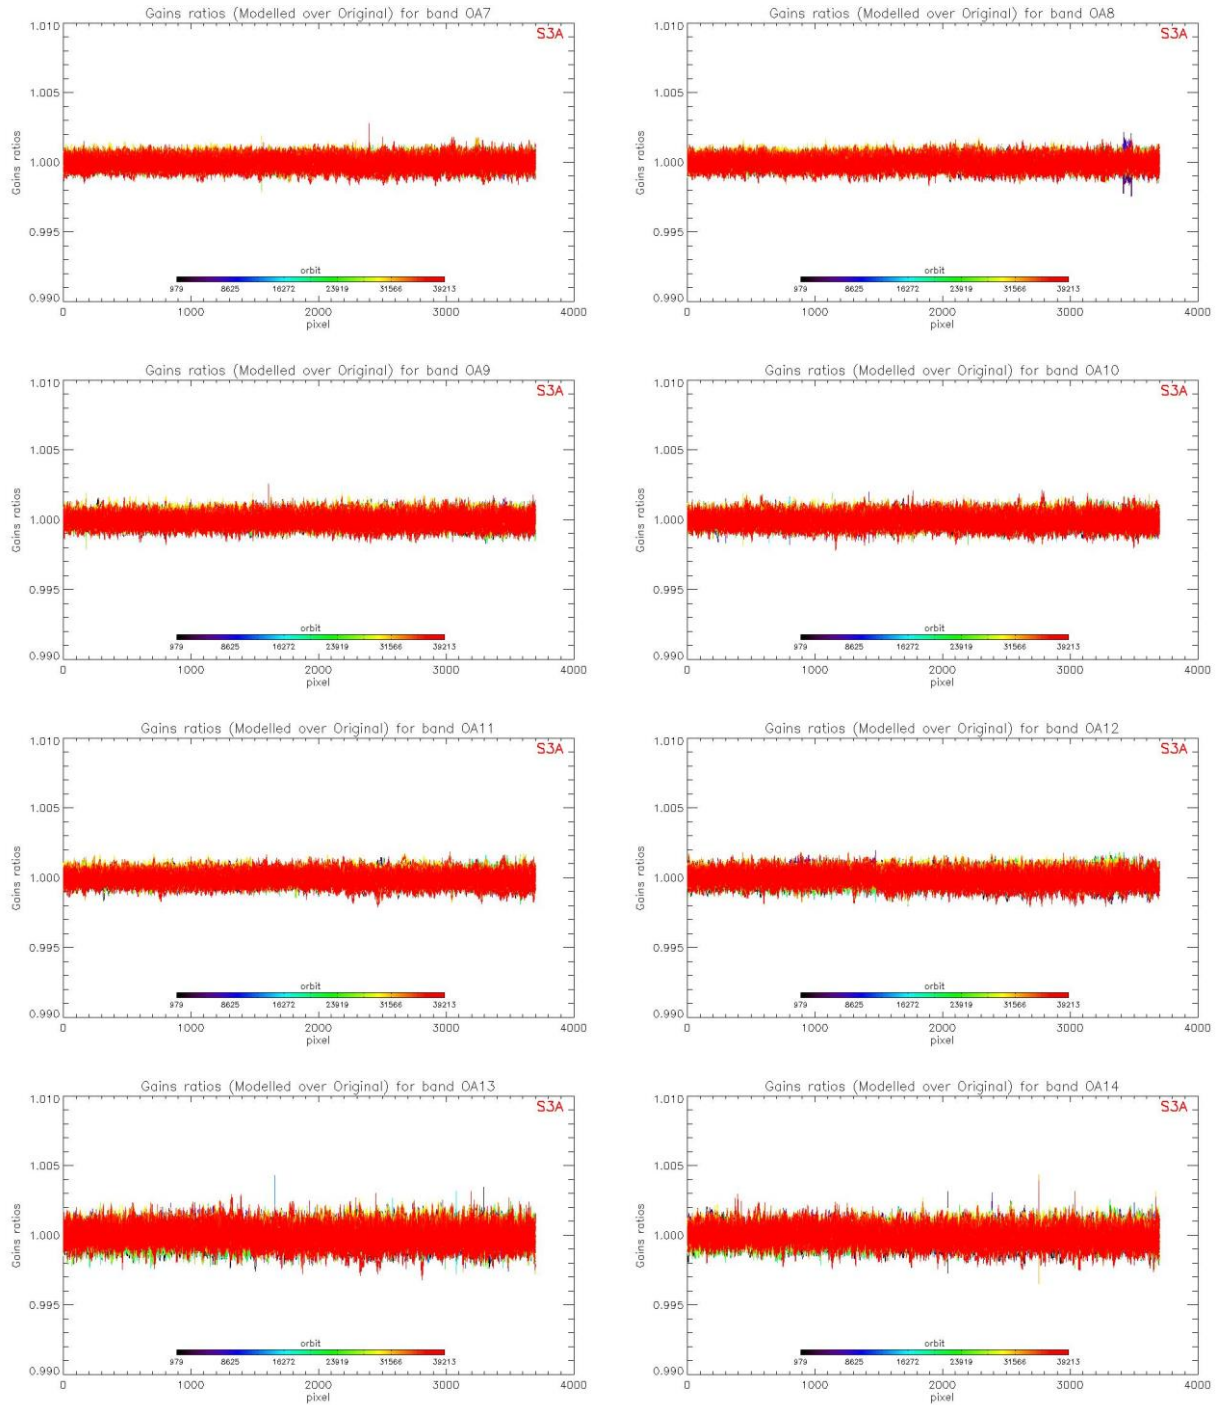 Gains ratios (Modelled over Original) for band OA7
S3A
Gains ratios
1.010
1.005
1.000
0.995
0.990
orbit
979 8625 16272 23919 31566 39213
0 1000 2000 3000 4000
pixel
Gains ratios (Modelled over Original) for band OA8
S3A
Gains ratios
1.010
1.005
1.000
0.995
0.990
orbit
979 8625 16272 23919 31566 39213
0 1000 2000 3000 4000
pixel
Gains ratios (Modelled over Original) for band OA9
S3A
Gains ratios
1.010
1.005
1.000
0.995
0.990
orbit
979 8625 16272 23919 31566 39213
0 1000 2000 3000 4000
pixel
Gains ratios (Modelled over Original) for band OA10
S3A
Gains ratios
1.010
1.005
1.000
0.995
0.990
orbit
979 8625 16272 23919 31566 39213
0 1000 2000 3000 4000
pixel
Gains ratios (Modelled over Original) for band OA11
S3A
Gains ratios
1.010
1.005
1.000
0.995
0.990
orbit
979 8625 16272 23919 31566 39213
0 1000 2000 3000 4000
pixel
Gains ratios (Modelled over Original) for band OA12
S3A
Gains ratios
1.010
1.005
1.000
0.995
0.990
orbit
979 8625 16272 23919 31566 39213
0 1000 2000 3000 4000
pixel
Gains ratios (Modelled over Original) for band OA13
S3A
Gains ratios
1.010
1.005
1.000
0.995
0.990
orbit
979 8625 16272 23919 31566 39213
0 1000 2000 3000 4000
pixel
Gains ratios (Modelled over Original) for band OA14
S3A
Gains ratios
1.010
1.005
1.000
0.995
0.990
orbit
979 8625 16272 23919 31566 39213
0 1000 2000 3000 4000
pixel